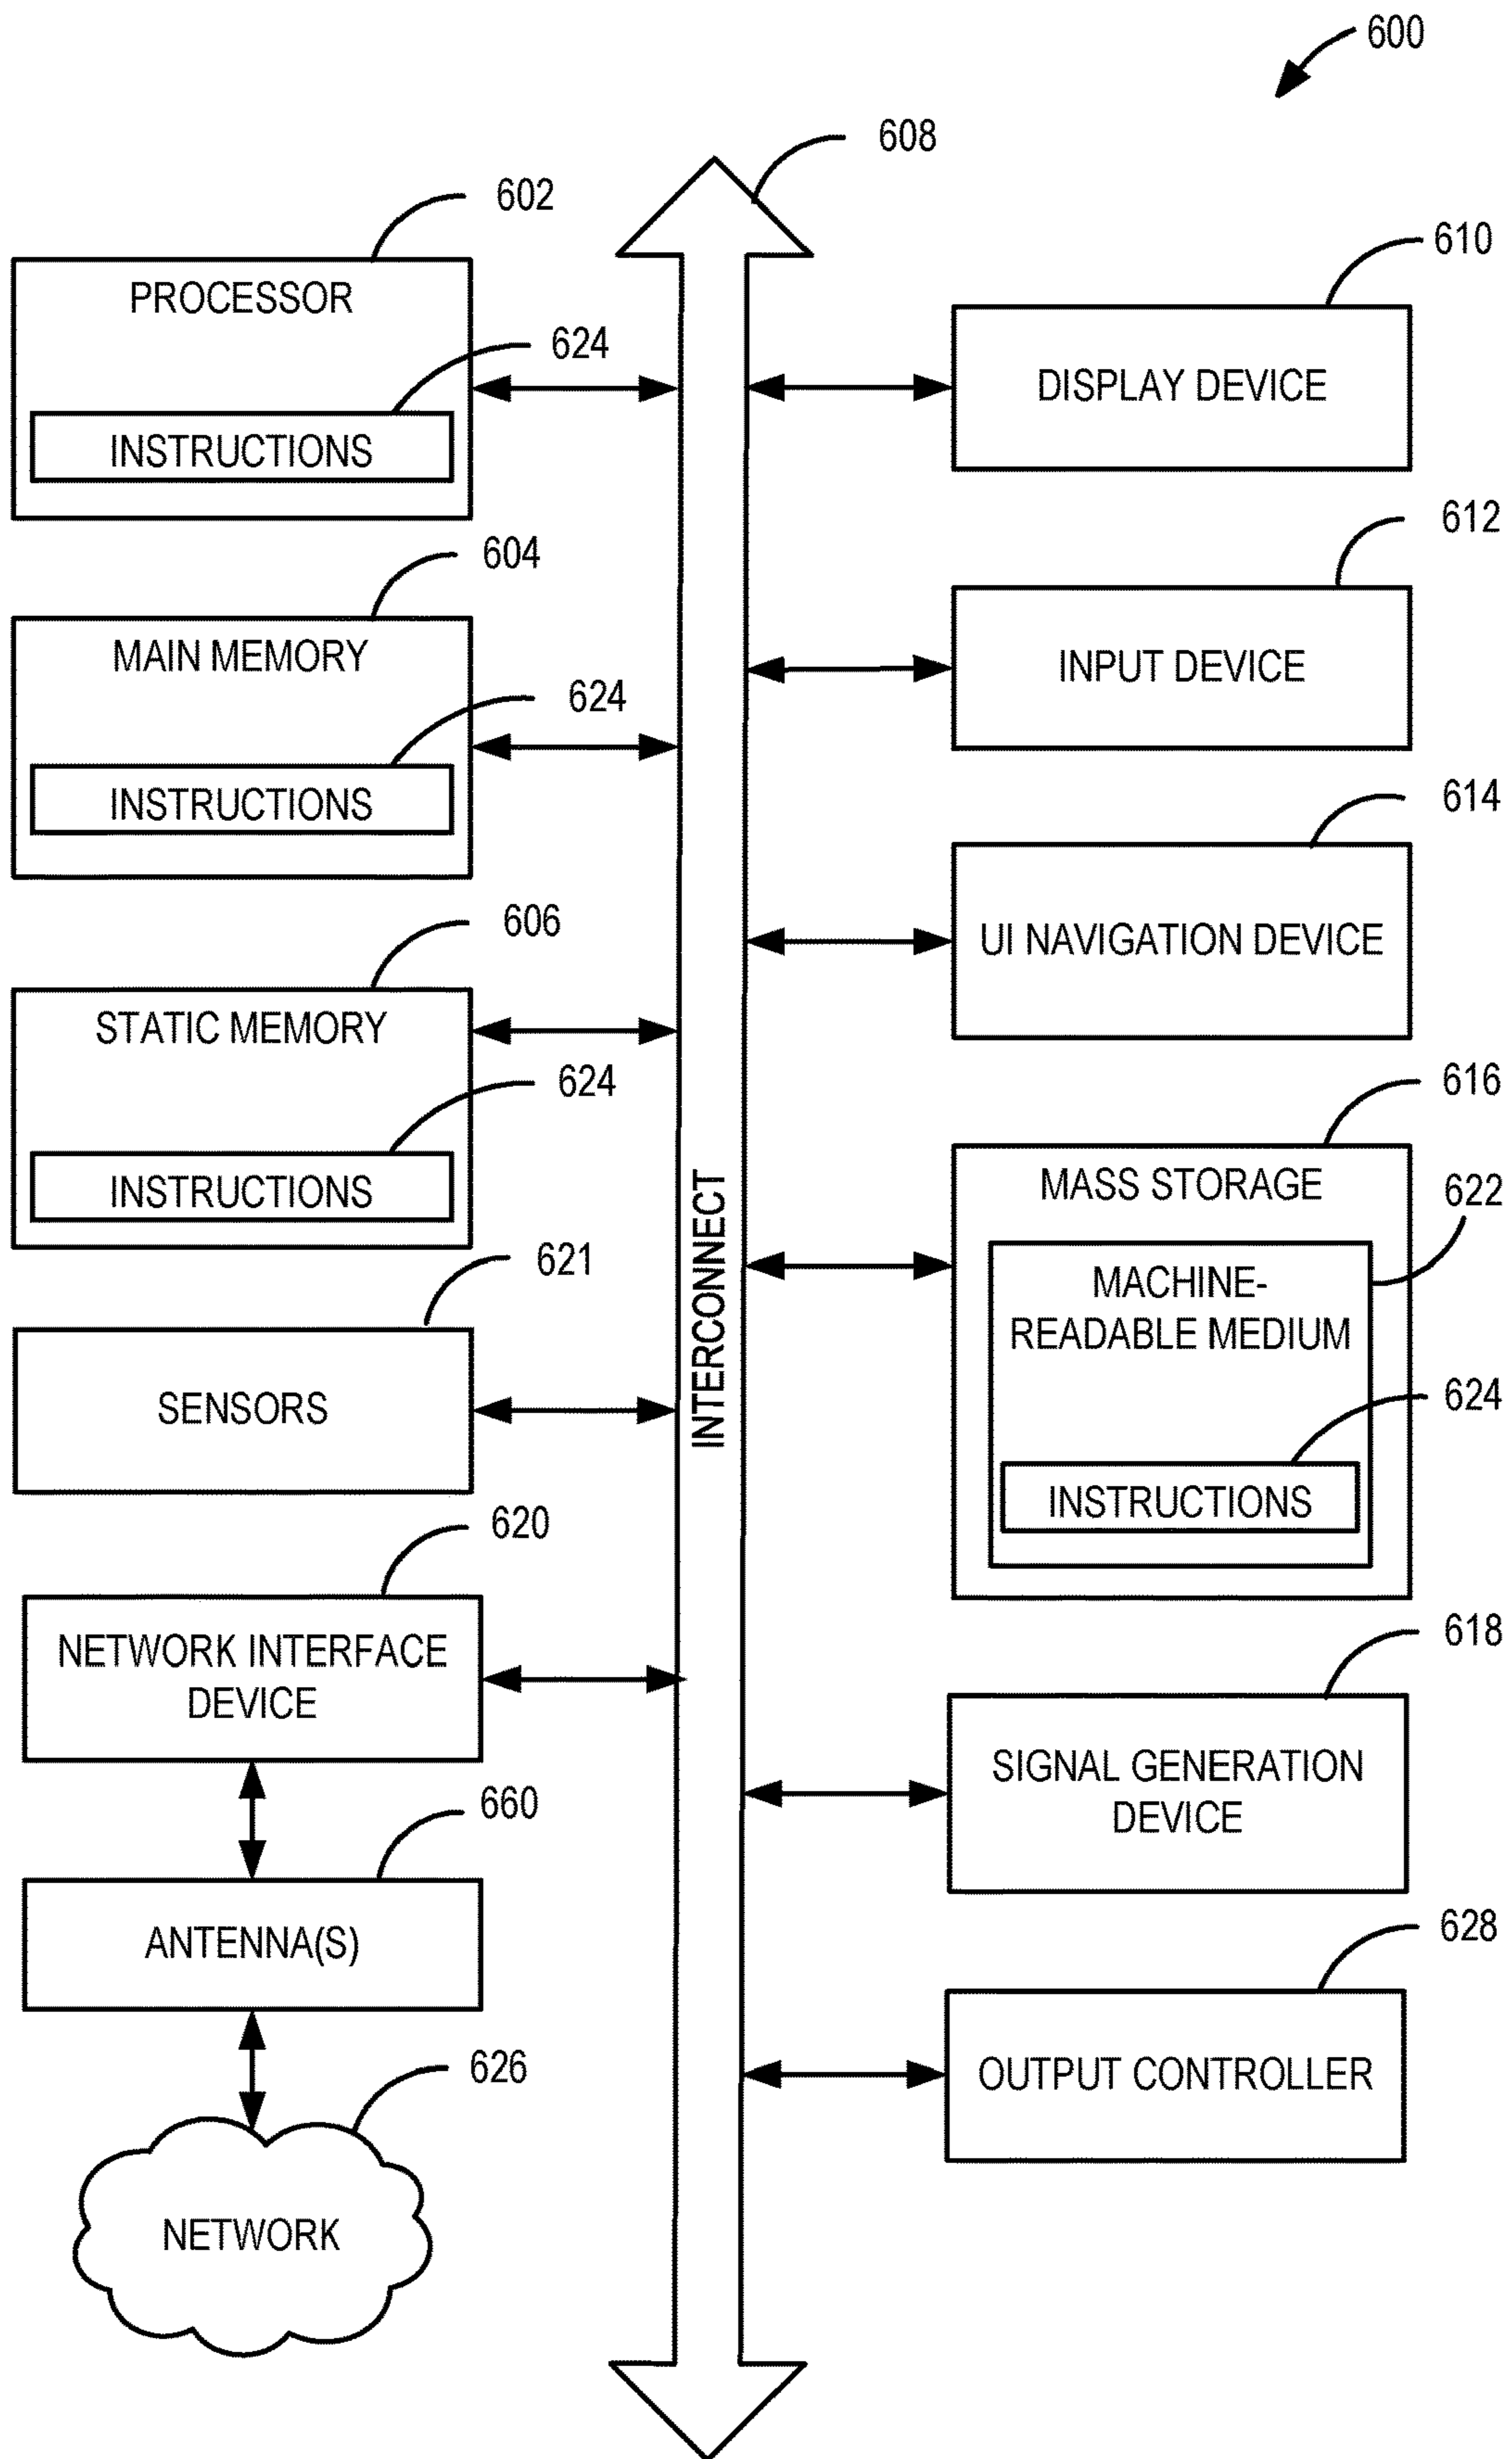 600
608
602
PROCESSOR
624
INSTRUCTIONS
604
MAIN MEMORY
624
INSTRUCTIONS
606
STATIC MEMORY
624
INSTRUCTIONS
621
SENSORS
620
NETWORK INTERFACE
DEVICE
660
ANTENNA(S)
626
NETWORK
INTERCONNECT
610
DISPLAY DEVICE
612
INPUT DEVICE
614
UI NAVIGATION DEVICE
616
MASS STORAGE
622
MACHINE-
READABLE MEDIUM
624
INSTRUCTIONS
618
SIGNAL GENERATION
DEVICE
628
OUTPUT CONTROLLER